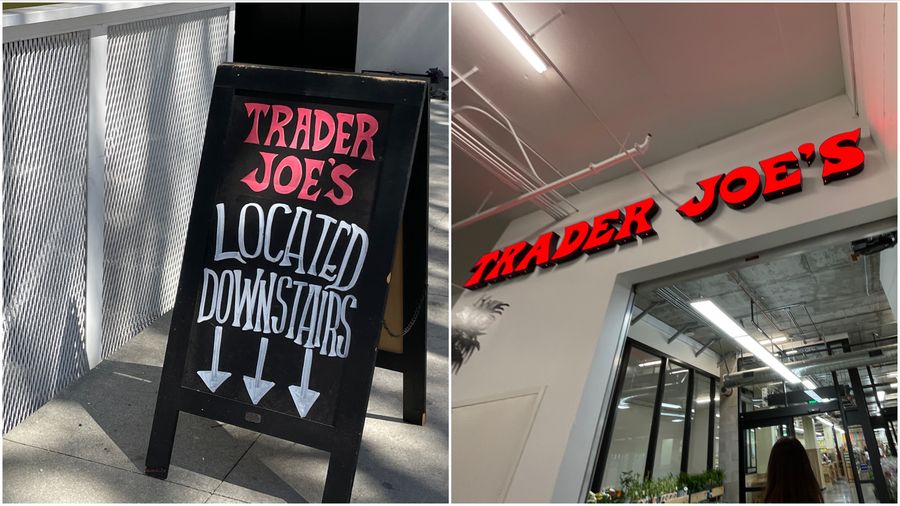 TRADER
JOE'S
LOCATED
DOWNSTAIRS
TRADER JOE'S